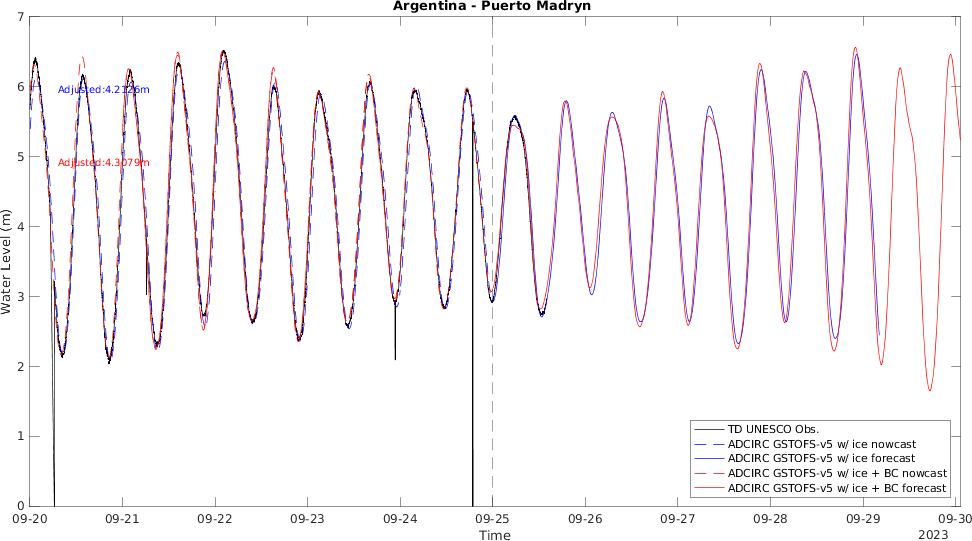 Argentina - Puerto Madryn
7
6
5
4
3
2
1
0
Water Level (m)
Adjusted:4.2126m
Adjusted:4.3079m
TD UNESCO Obs.
ADCIRC GSTOFS-v5 w/ ice nowcast
ADCIRC GSTOFS-v5 w/ ice forecast
ADCIRC GSTOFS-v5 w/ ice + BC nowcast
ADCIRC GSTOFS-v5 w/ ice + BC forecast
09-20 09-21 09-22 09-23 09-24 09-25 09-26 09-27 09-28 09-29 09-30
Time
2023